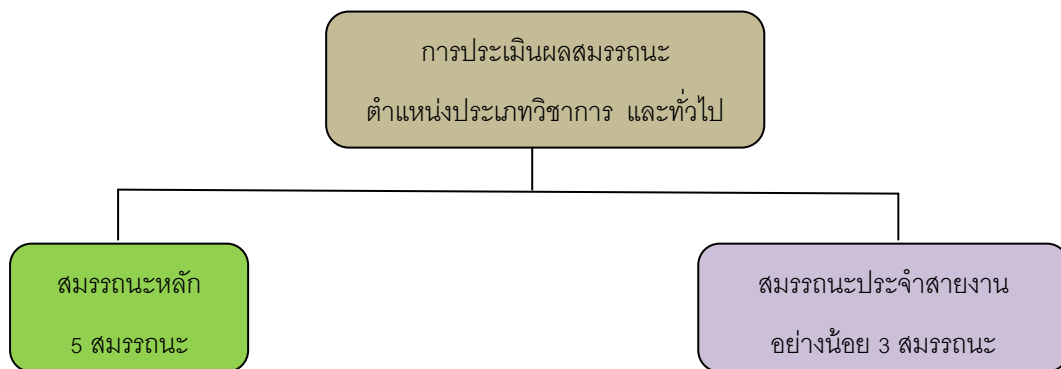 การประเมินผลสมรรถนะ
ตำแหน่งประเภทวิชาการ และทั่วไป
สมรรถนะหลัก
5 สมรรถนะ
สมรรถนะประจำสายงาน
อย่างน้อย 3 สมรรถนะ